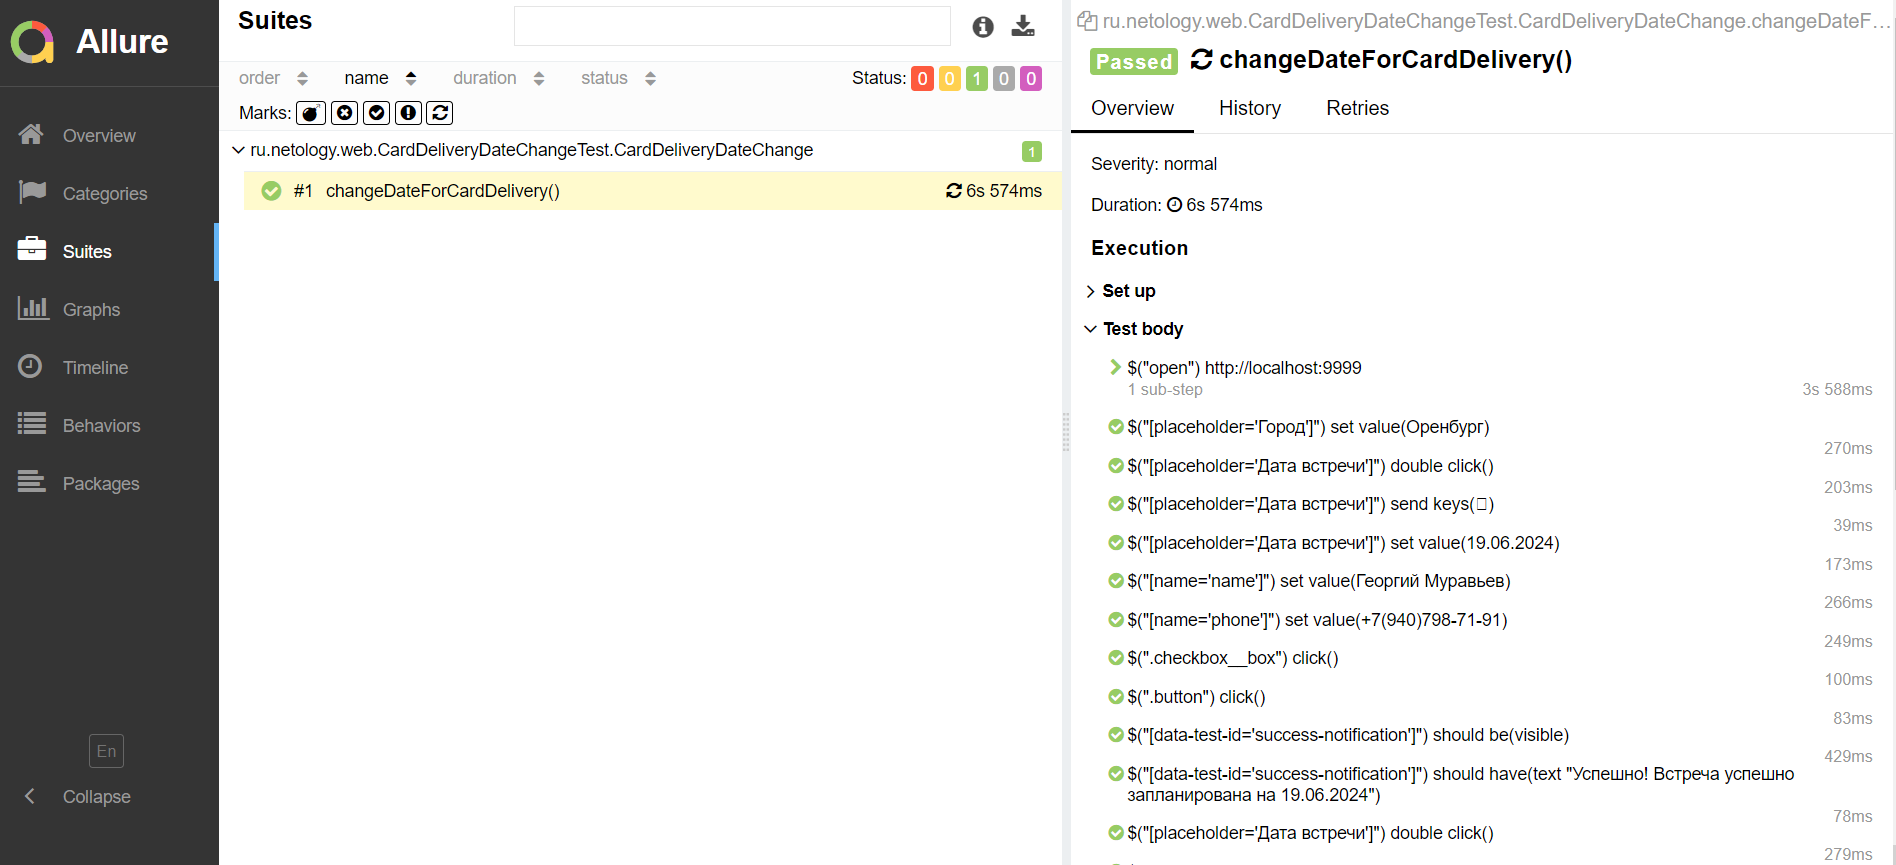 Allure
Overview
Categories
Suites
Graphs
Timeline
Behaviors
Packages
En
Collapse
Suites
order name duration status Status: 0 0 1 0 0
Marks:
ru.netology.web.CardDeliveryDateChangeTest.CardDeliveryDateChange 1
#1 changeDateForCardDelivery() 6s 574ms
ru.netology.web.CardDeliveryDateChangeTest.CardDeliveryDateChange.changeDateF...
Passed changeDateForCardDelivery()
Overview History Retries
Severity: normal
Duration: 6s 574ms
Execution
Set up
Test body
$("open") http://localhost:9999
1 sub-step 3s 588ms
$("[placeholder='Город']") set value(Оренбург)
270ms
$("[placeholder='Дата встречи']") double click()
203ms
$("[placeholder='Дата встречи']") send keys(▯)
39ms
$("[placeholder='Дата встречи']") set value(19.06.2024)
173ms
$("[name='name']") set value(Георгий Муравьев)
266ms
$("[name='phone']") set value(+7(940)798-71-91)
249ms
$(".checkbox__box") click()
100ms
$(".button") click()
83ms
$("[data-test-id='success-notification']") should be(visible)
429ms
$("[data-test-id='success-notification']") should have(text "Успешно! Встреча успешно
запланирована на 19.06.2024")
78ms
$("[placeholder='Дата встречи']") double click()
279ms